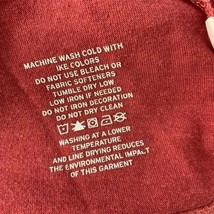 MACHINE WASH COLD WITH
IKE COLORS
DO NOT USE BLEACH OR
FABRIC SOFTENERS
TUMBLE DRY LOW
LOW IRON IF NEEDED
DO NOT IRON DECORATION
DO NOT DRY CLEAN
WASHING AT A LOWER
TEMPERATURE
AND LINE DRYING REDUCES
THE ENVIRONMENTAL IMPACT
OF THIS GARMENT